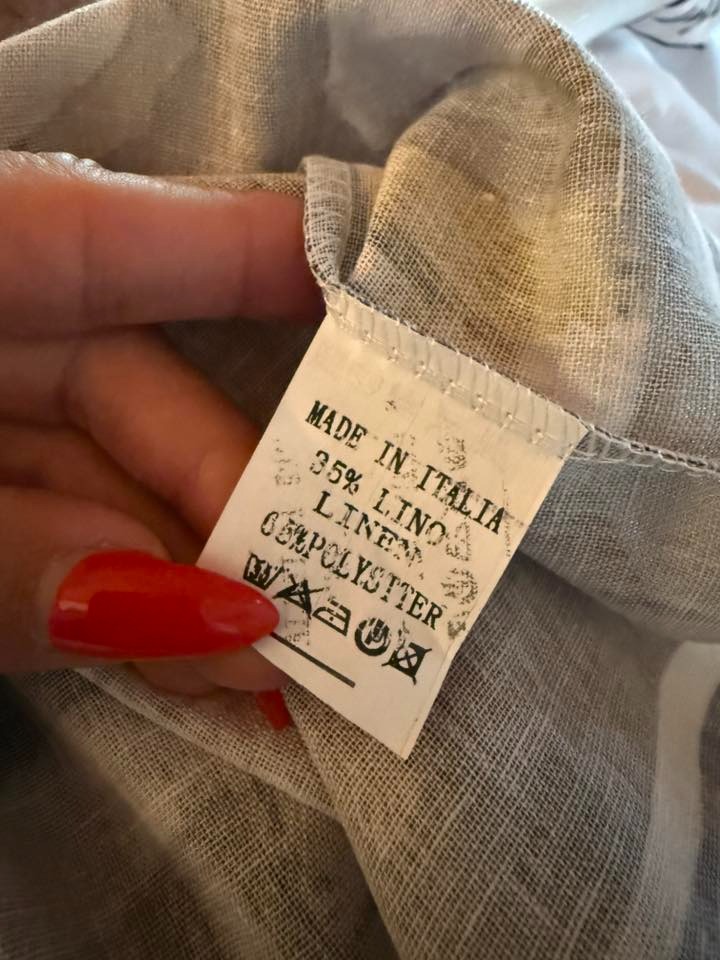 MADE IN ITALIA
35% LINO
LINEN
65%POLYSTTER